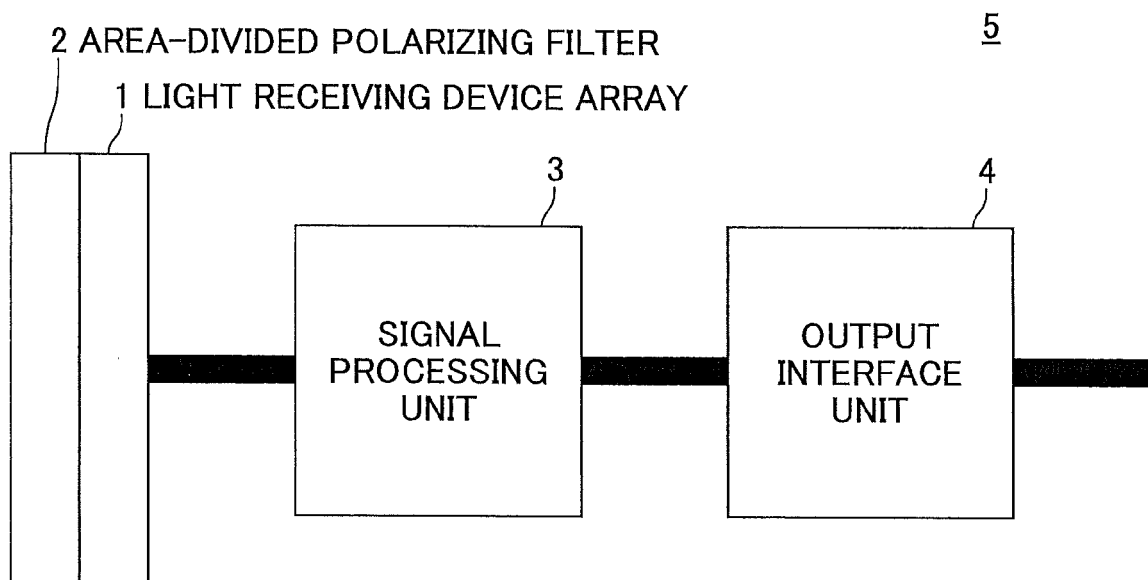 5
2 AREA-DIVIDED POLARIZING FILTER
1 LIGHT RECEIVING DEVICE ARRAY
3
4
SIGNAL
PROCESSING
UNIT
OUTPUT
INTERFACE
UNIT